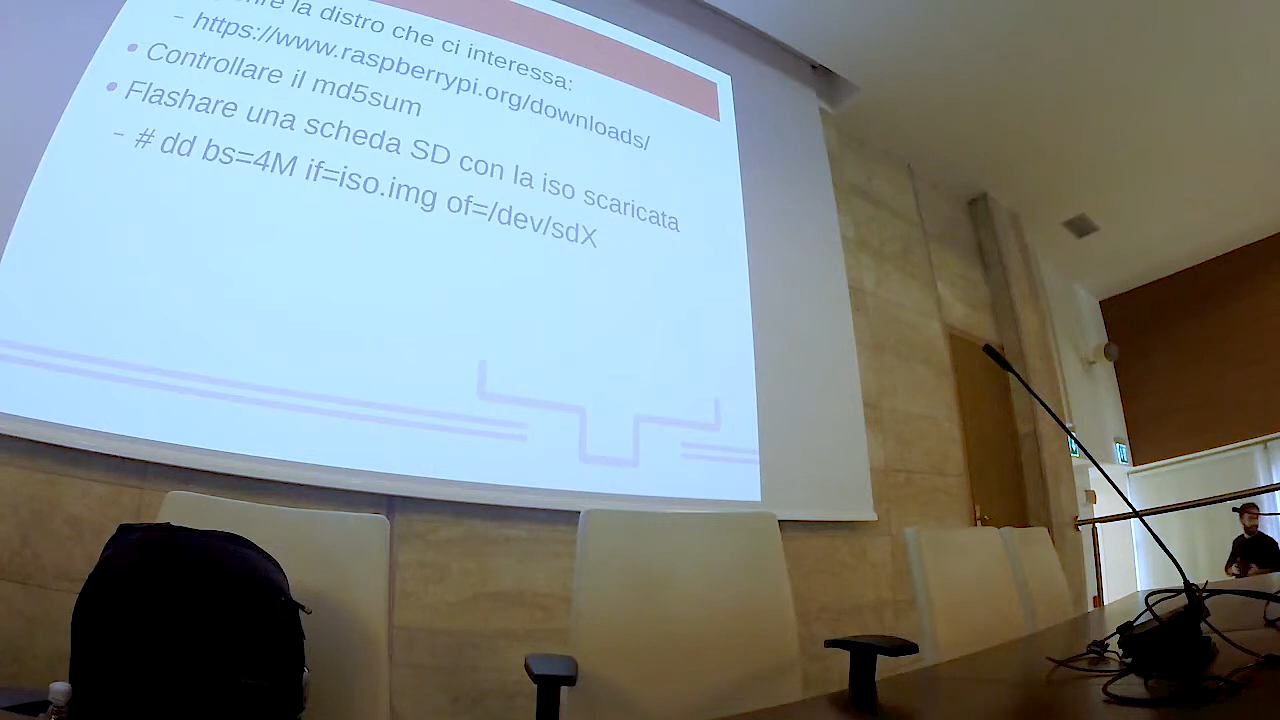 la distro che ci interessa:
– https://www.raspberrypi.org/downloads/
• Controllare il md5sum
• Flashare una scheda SD con la iso scaricata
– # dd bs=4M if=iso.img of=/dev/sdX